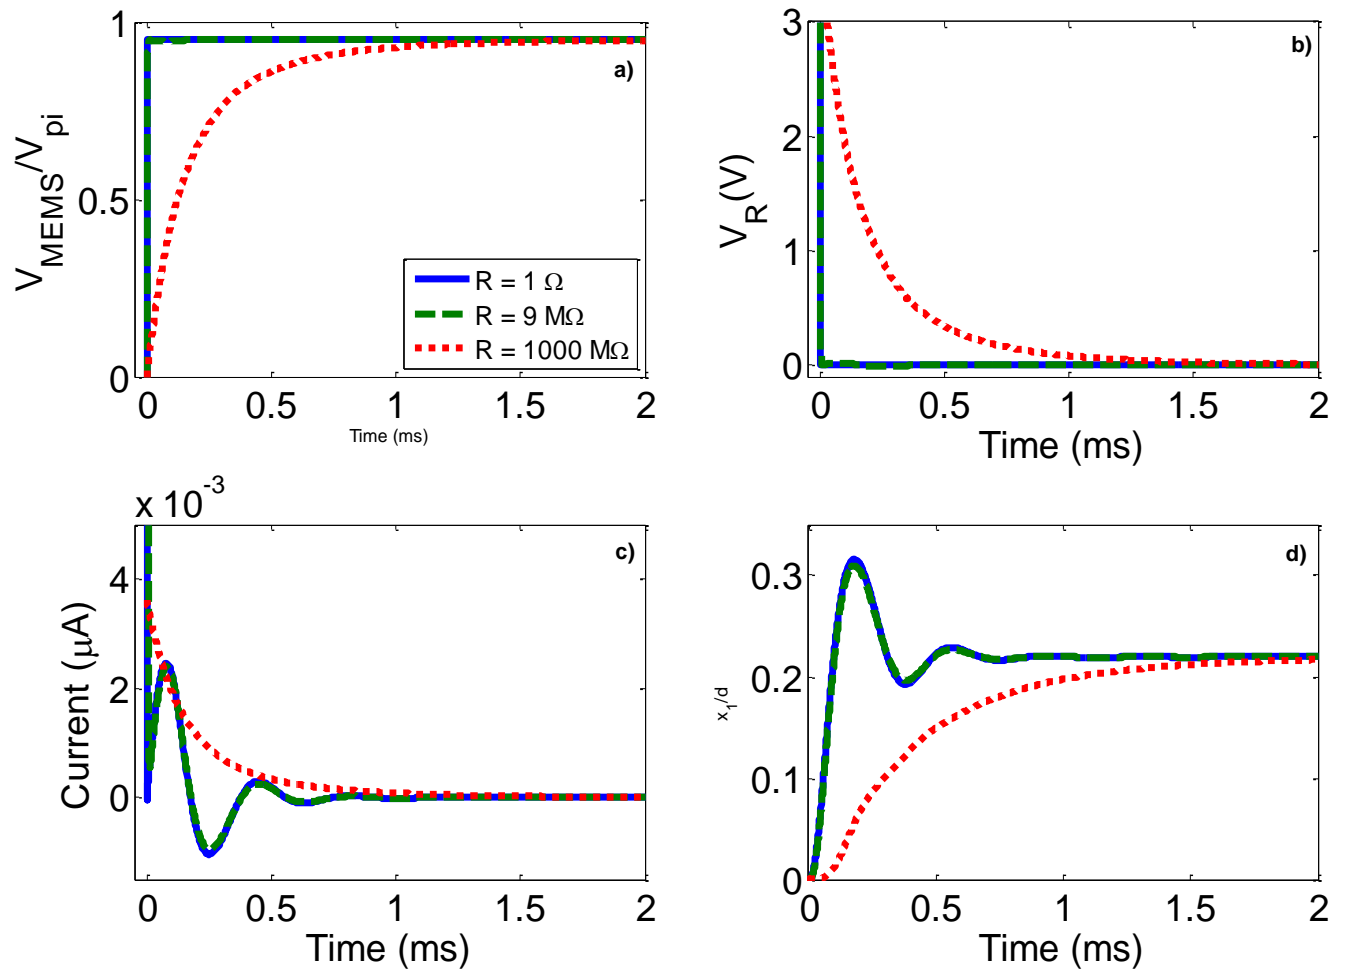 1
0.5
0
V_MEMS/V_pi
a)
R = 1 Ω
R = 9 MΩ
R = 1000 MΩ
0 0.5 1 1.5 2
Time (ms)
3
2
1
0
V_R(V)
b)
0 0.5 1 1.5 2
Time (ms)
x 10^-3
4
2
0
Current (μA)
c)
0 0.5 1 1.5 2
Time (ms)
0.3
0.2
0.1
0
x_1/d
d)
0 0.5 1 1.5 2
Time (ms)